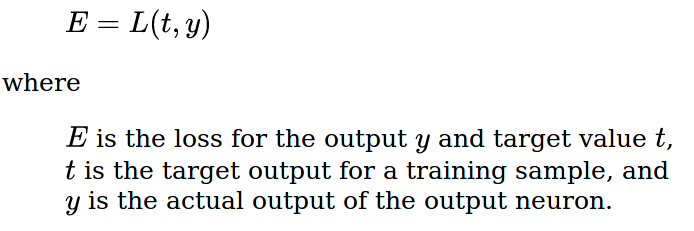 E = L(t, y)
where
E is the loss for the output y and target value t,
t is the target output for a training sample, and
y is the actual output of the output neuron.